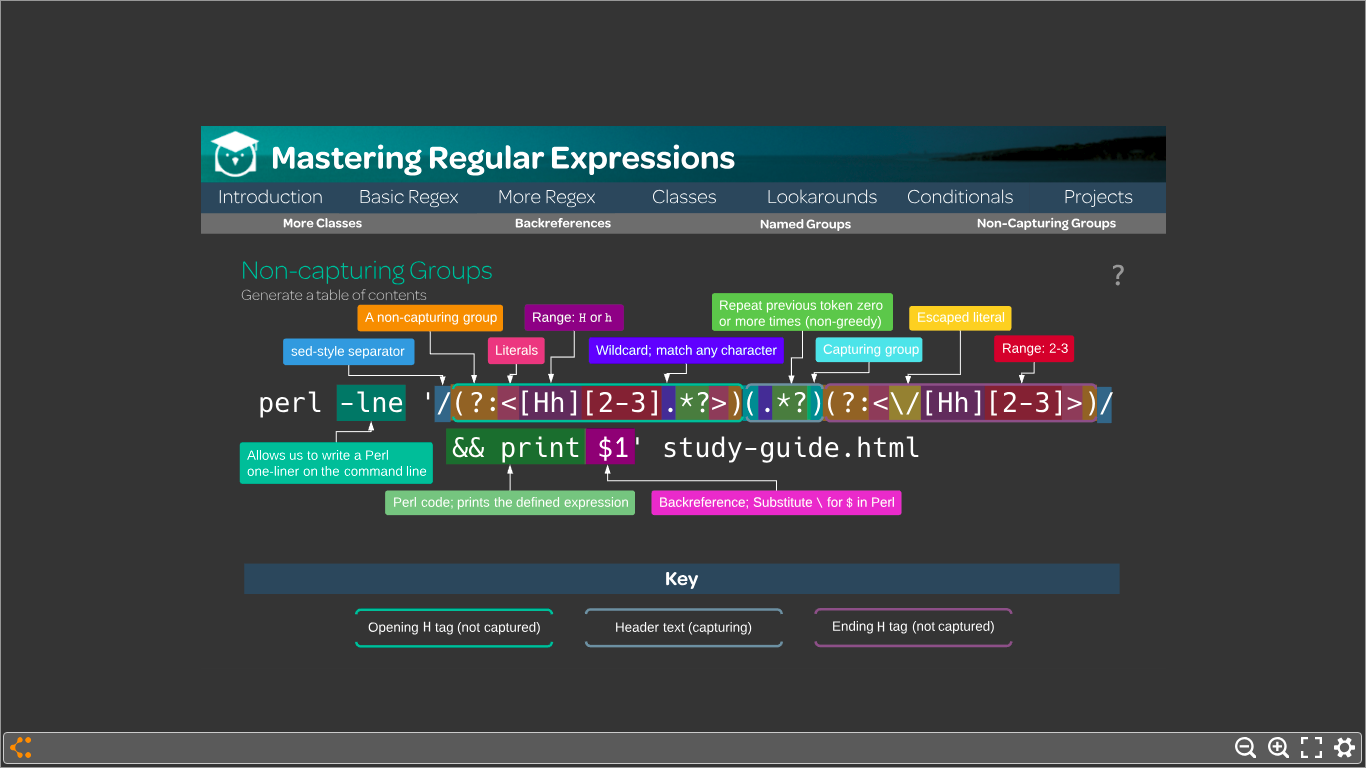 Mastering Regular Expressions
Introduction Basic Regex More Regex Classes Lookarounds Conditionals Projects
More Classes Backreferences Named Groups Non-Capturing Groups
Non-capturing Groups
?
Generate a table of contents
A non-capturing group
Range: H or h
Repeat previous token zero
or more times (non-greedy)
Escaped literal
sed-style separator
Literals
Wildcard; match any character
Capturing group
Range: 2-3
perl -lne '/(?:<[Hh][2-3].*?>)(.*?)(?:<\/[Hh][2-3]>)/
&& print $1' study-guide.html
Allows us to write a Perl
one-liner on the command line
Perl code; prints the defined expression
Backreference; Substitute \ for $ in Perl
Key
Opening H tag (not captured)
Header text (capturing)
Ending H tag (not captured)